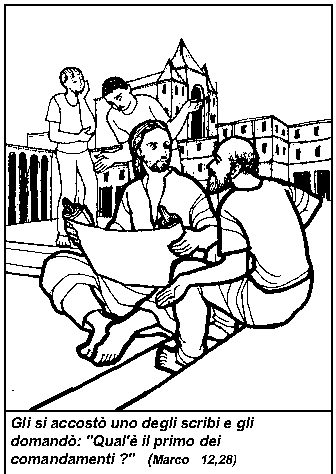 Gli si accostò uno degli scribi e gli
domandò: "Qual'è il primo dei
comandamenti ?" (Marco 12,28)